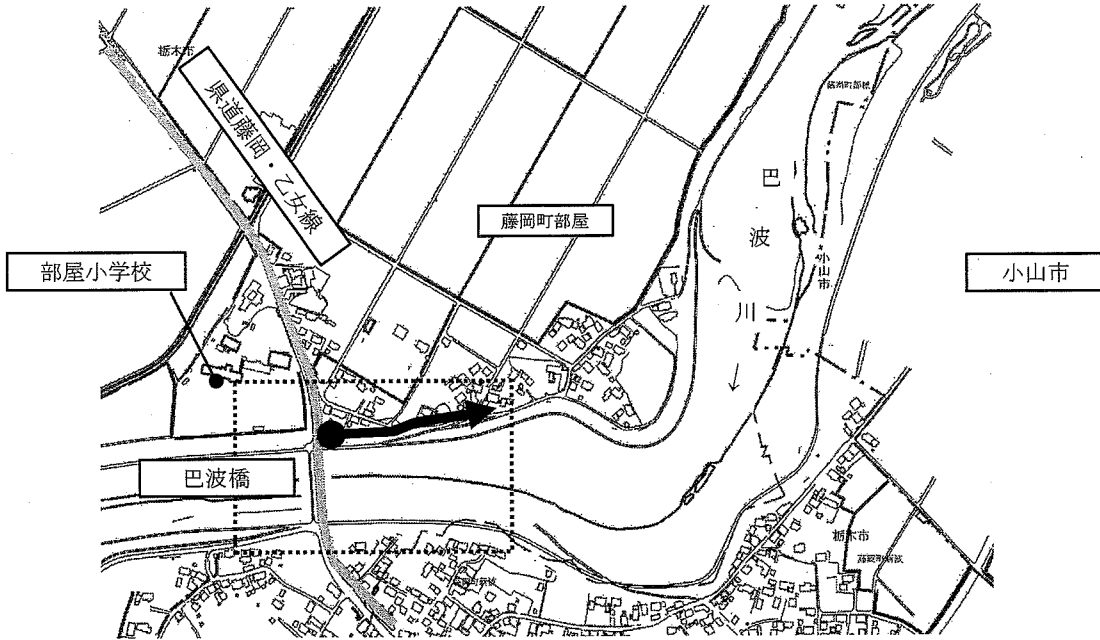 栃木市
県道藤岡・乙女線
藤岡町部屋
部屋小学校
巴波川
小山市
小山市
巴波橋
栃木市